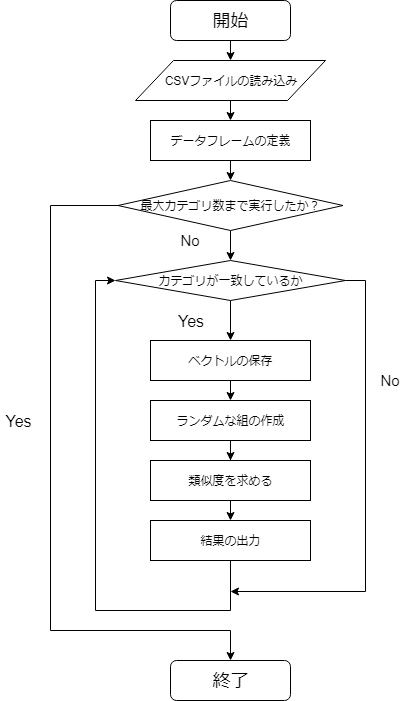 開始
CSVファイルの読み込み
データフレームの定義
最大カテゴリ数まで実行したか？
No
カテゴリが一致しているか
Yes
ベクトルの保存
No
ランダムな組の作成
Yes
類似度を求める
結果の出力
終了